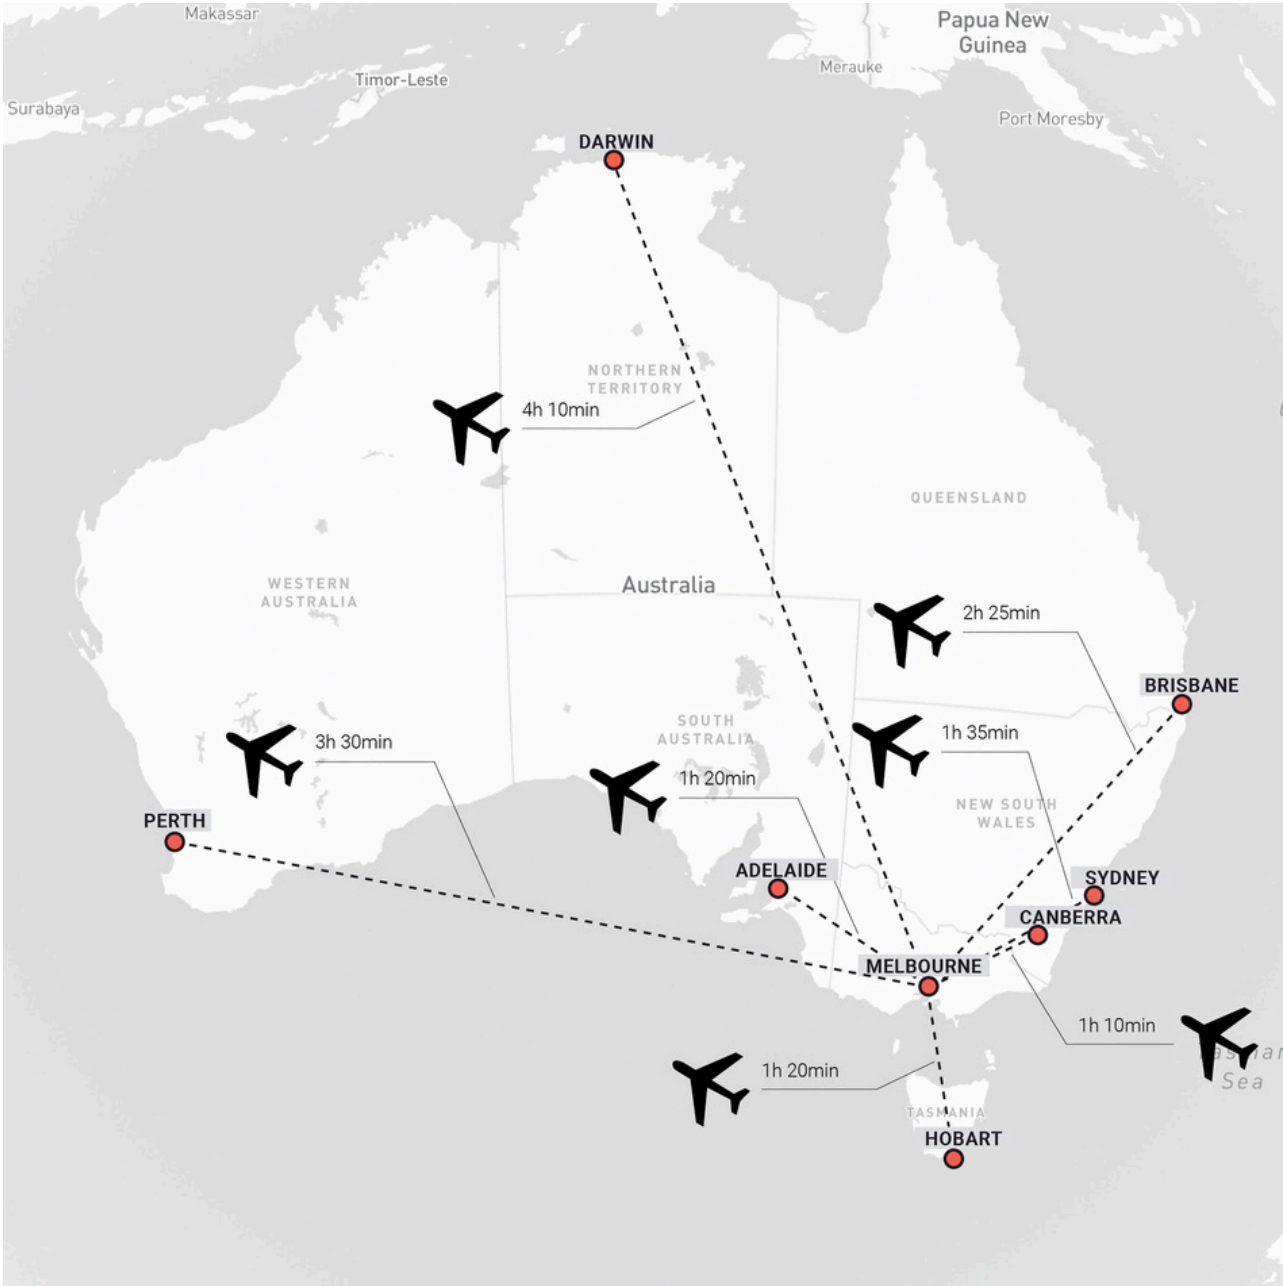 Makassar
Papua New
Guinea
Merauke
Timor-Leste
Surabaya
Port Moresby
DARWIN
NORTHERN
TERRITORY
4h 10min
QUEENSLAND
WESTERN
AUSTRALIA
Australia
2h 25min
BRISBANE
SOUTH
AUSTRALIA
1h 35min
3h 30min
1h 20min
NEW SOUTH
WALES
PERTH
ADELAIDE
SYDNEY
CANBERRA
MELBOURNE
1h 10min
Sea
1h 20min
TASMANIA
HOBART